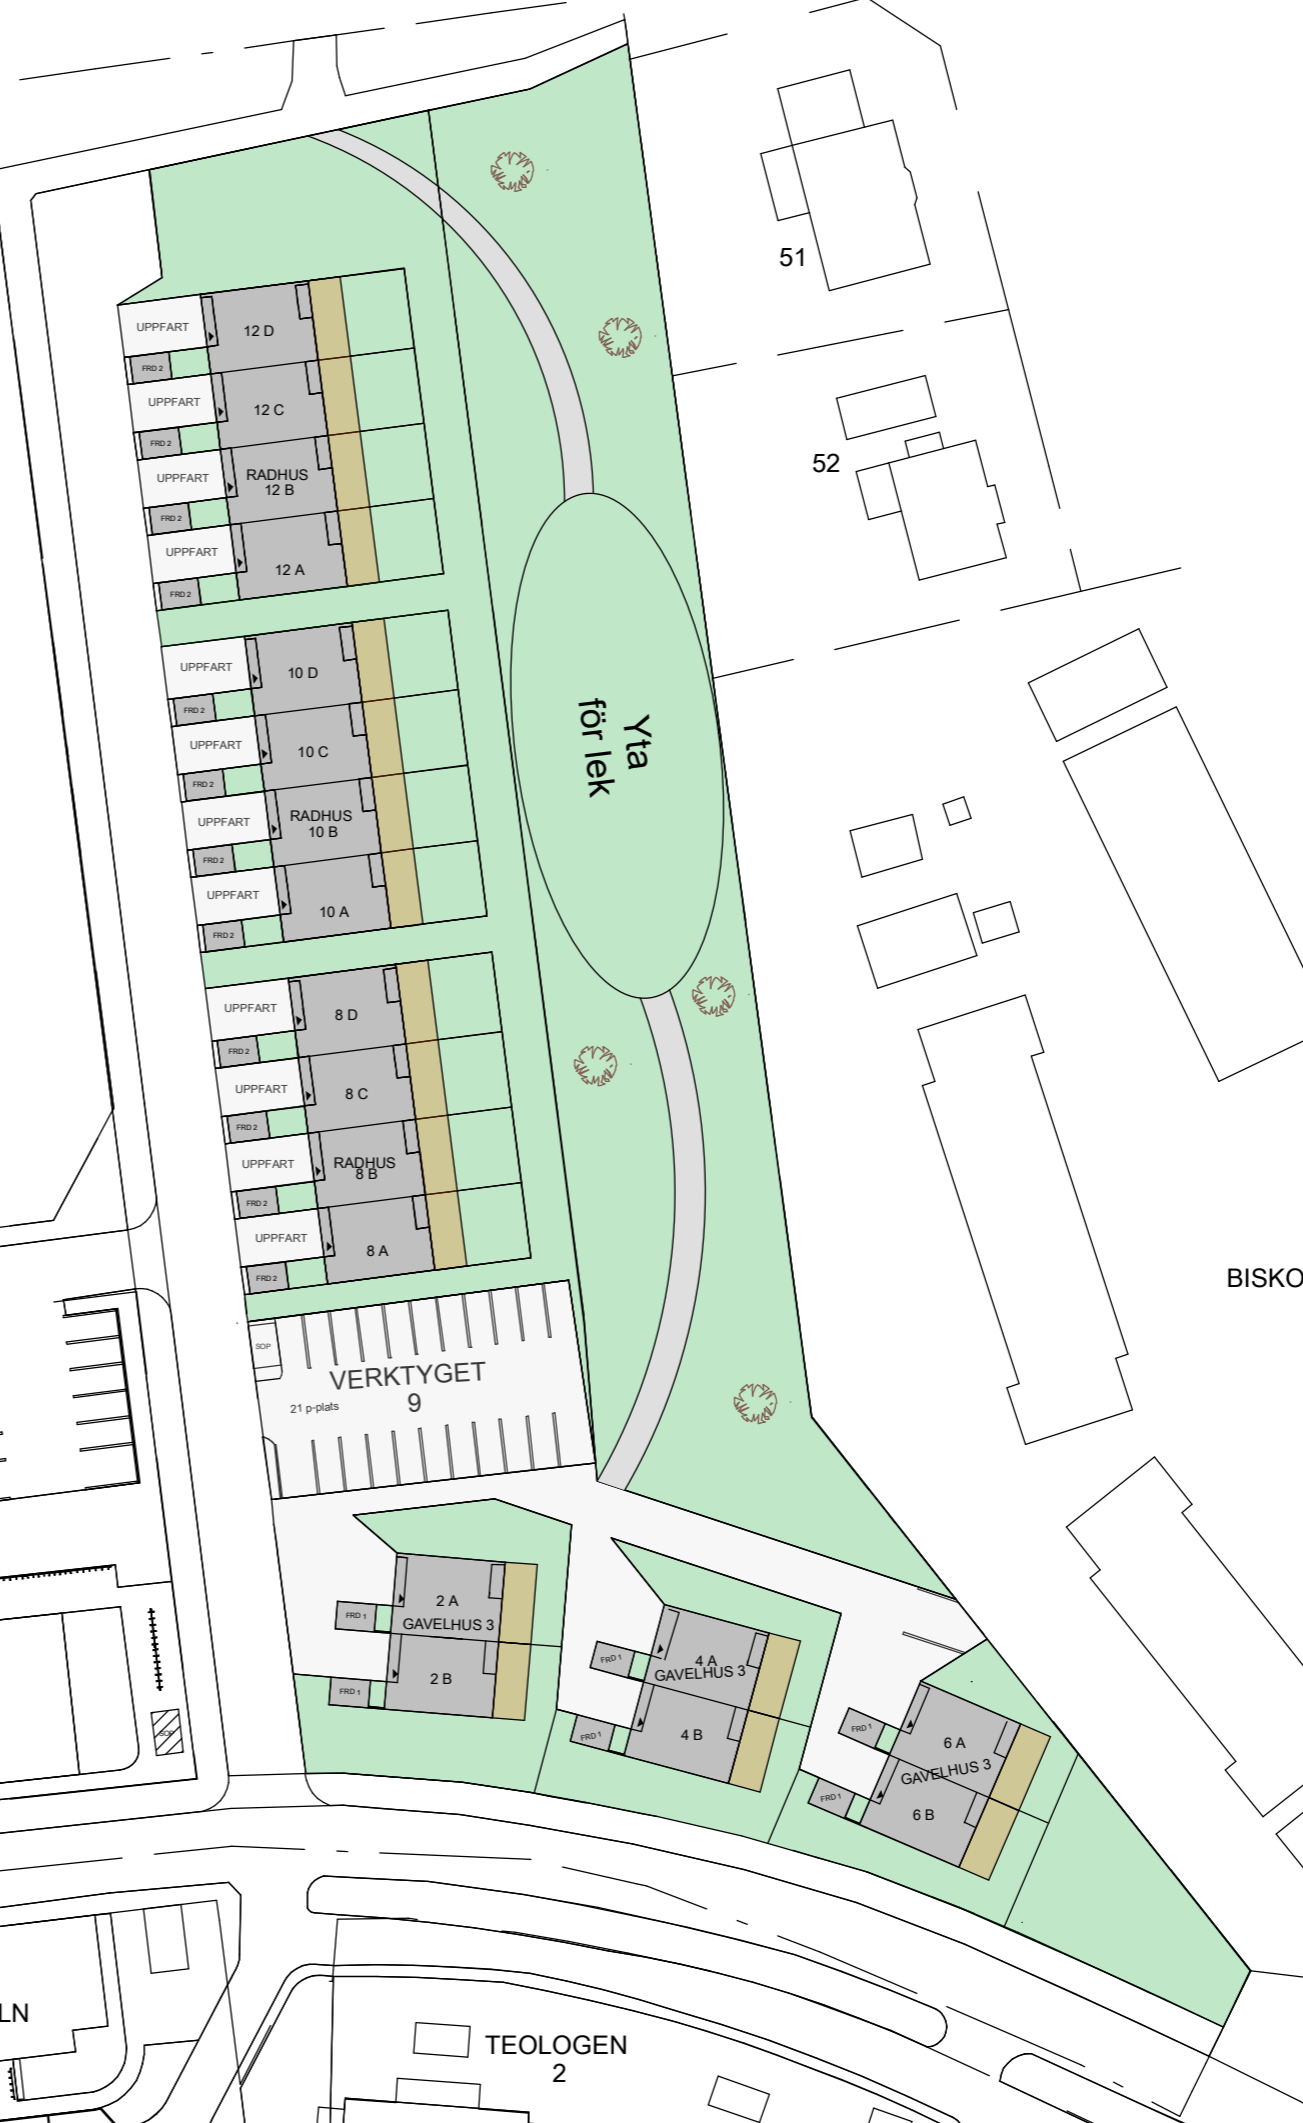 51
UPPFART
12 D
FRD 2
UPPFART
12 C
FRD 2
52
UPPFART
RADHUS
12 B
FRD 2
UPPFART
12 A
FRD 2
UPPFART
10 D
FRD 2
Yta
för lek
UPPFART
10 C
FRD 2
UPPFART
RADHUS
10 B
FRD 2
UPPFART
10 A
FRD 2
UPPFART
8 D
FRD 2
UPPFART
8 C
FRD 2
UPPFART
RADHUS
8 B
FRD 2
UPPFART
8 A
FRD 2
BISKO
SOP
VERKTYGET
9
21 p-plats
2 A
FRD 1
GAVELHUS 3
2 B
FRD 1
4 A
FRD 1
GAVELHUS 3
4 B
FRD 1
6 A
FRD 1
GAVELHUS 3
6 B
FRD 1
SOP
LN
TEOLOGEN
2